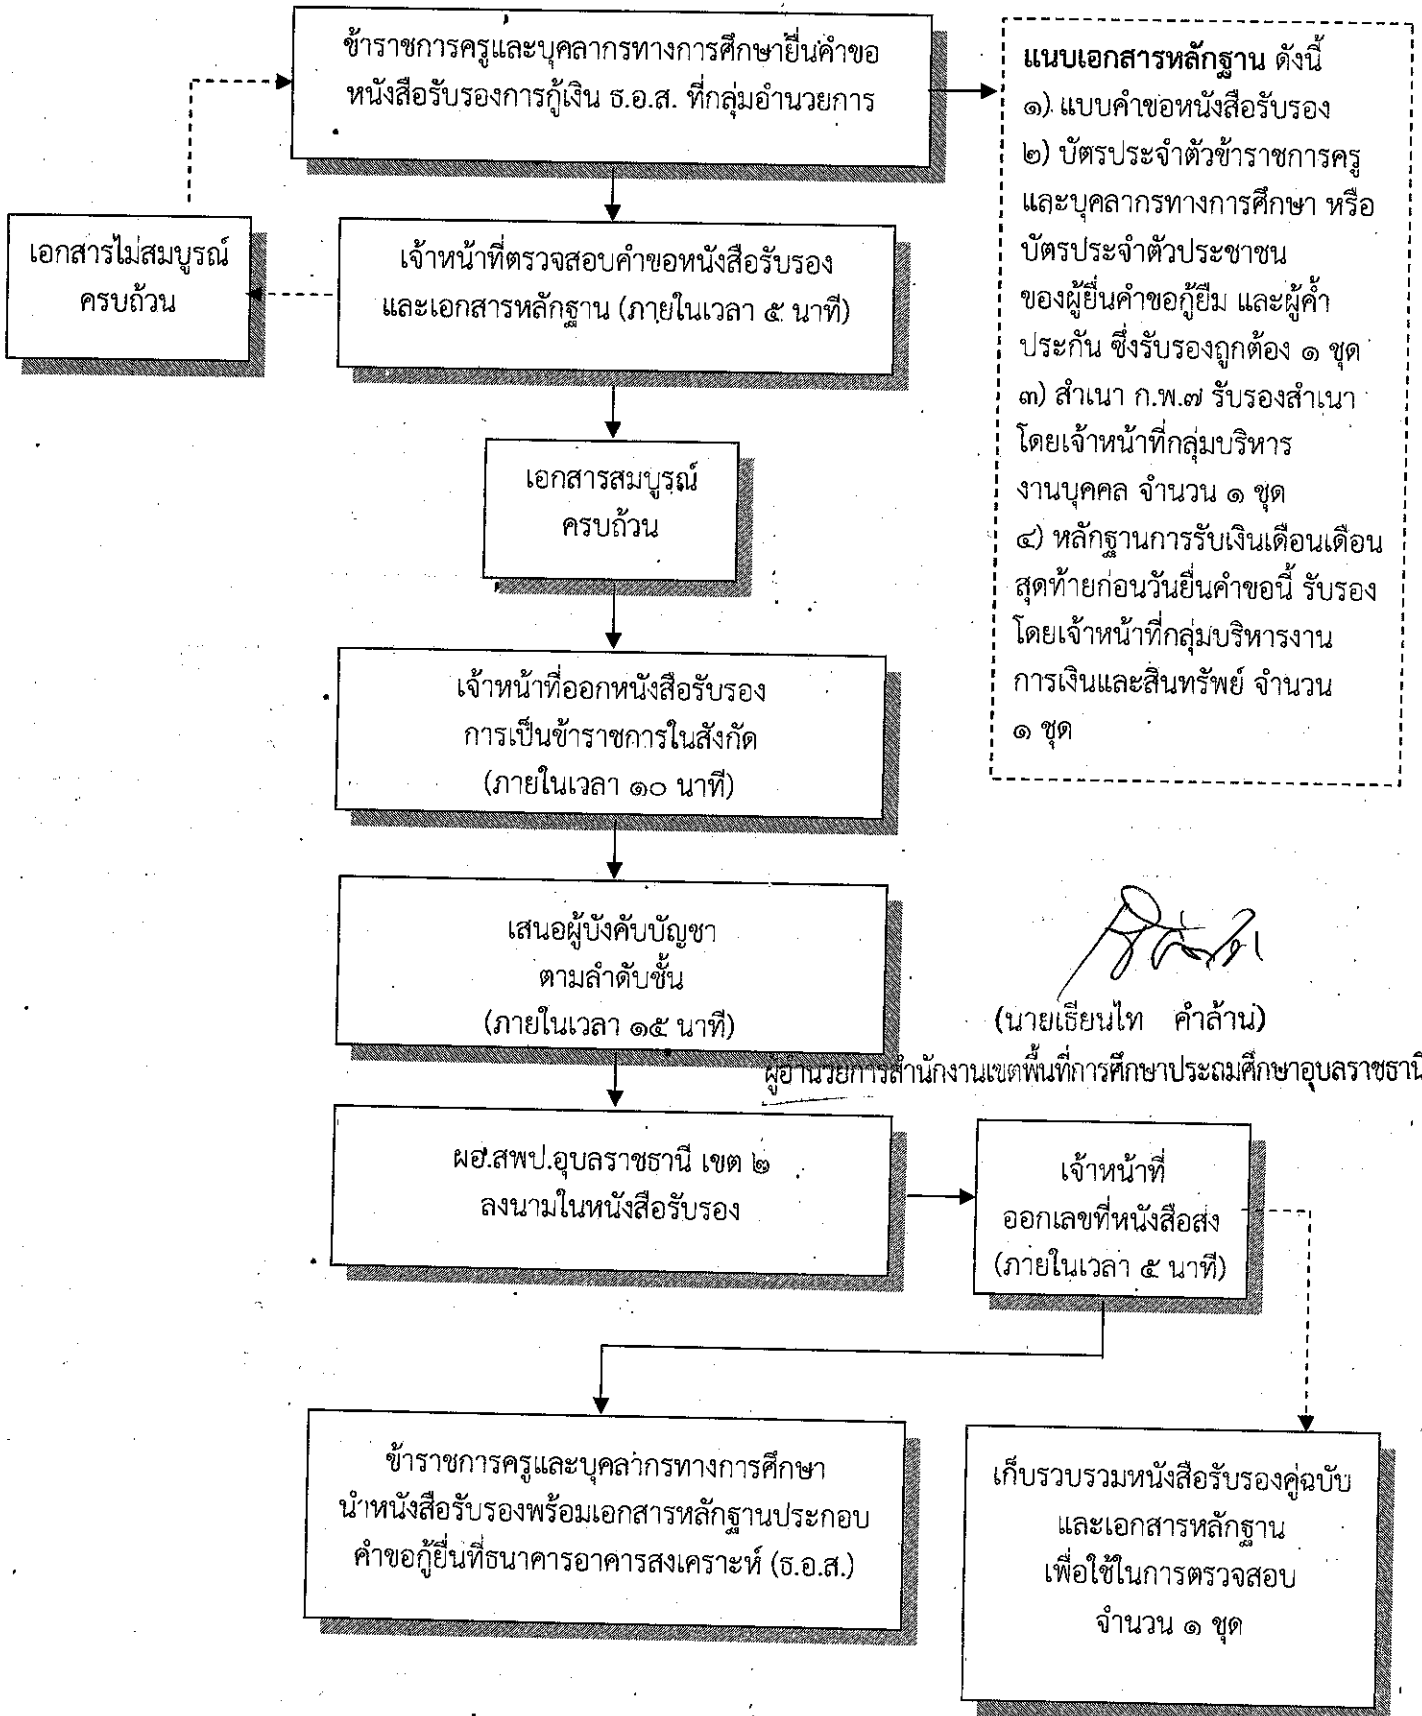 ข้าราชการครูและบุคลากรทางการศึกษายื่นคำขอ
หนังสือรับรองการกู้เงิน ธ.อ.ส. ที่กลุ่มอำนวยการ
แนบเอกสารหลักฐาน ดังนี้
๑) แบบคำขอหนังสือรับรอง
๒) บัตรประจำตัวข้าราชการครู
และบุคลากรทางการศึกษา หรือ
บัตรประจำตัวประชาชน
ของผู้ยื่นคำขอกู้ยืม และผู้ค้ำ
ประกัน ซึ่งรับรองถูกต้อง ๑ ชุด
๓) สำเนา ก.พ.๗ รับรองสำเนา
โดยเจ้าหน้าที่กลุ่มบริหาร
งานบุคคล จำนวน ๑ ชุด
๔) หลักฐานการรับเงินเดือนเดือน
สุดท้ายก่อนวันยื่นคำขอนี้ รับรอง
โดยเจ้าหน้าที่กลุ่มบริหารงาน
การเงินและสินทรัพย์ จำนวน
๑ ชุด
เอกสารไม่สมบูรณ์
ครบถ้วน
เจ้าหน้าที่ตรวจสอบคำขอหนังสือรับรอง
และเอกสารหลักฐาน (ภายในเวลา ๕ นาที)
เอกสารสมบูรณ์
ครบถ้วน
เจ้าหน้าที่ออกหนังสือรับรอง
การเป็นข้าราชการในสังกัด
(ภายในเวลา ๑๐ นาที)
เสนอผู้บังคับบัญชา
ตามลำดับชั้น
(ภายในเวลา ๑๕ นาที)
(นายเธียนไท คำล้าน)
ผู้อำนวยการสำนักงานเขตพื้นที่การศึกษาประถมศึกษาอุบลราชธานี
ผอ.สพป.อุบลราชธานี เขต ๒
ลงนามในหนังสือรับรอง
เจ้าหน้าที่
ออกเลขที่หนังสือส่ง
(ภายในเวลา ๕ นาที)
ข้าราชการครูและบุคลากรทางการศึกษา
นำหนังสือรับรองพร้อมเอกสารหลักฐานประกอบ
คำขอกู้ยื่นที่ธนาคารอาคารสงเคราะห์ (ธ.อ.ส.)
เก็บรวบรวมหนังสือรับรองคู่ฉบับ
และเอกสารหลักฐาน
เพื่อใช้ในการตรวจสอบ
จำนวน ๑ ชุด